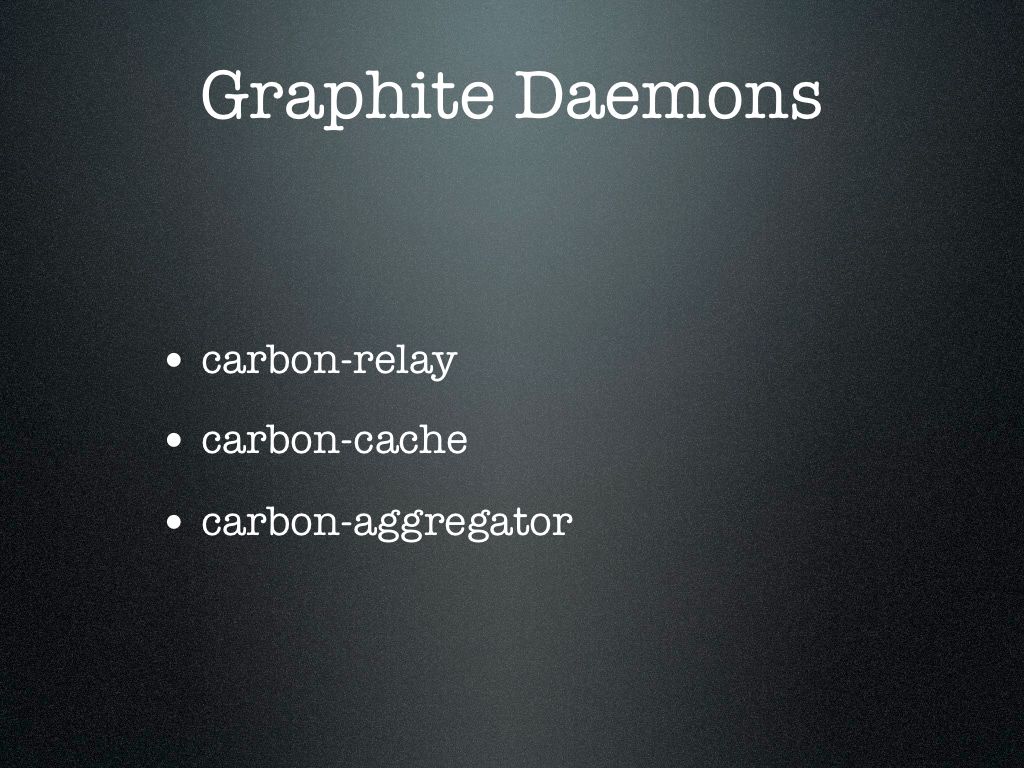 Graphite Daemons
• carbon-relay
• carbon-cache
• carbon-aggregator